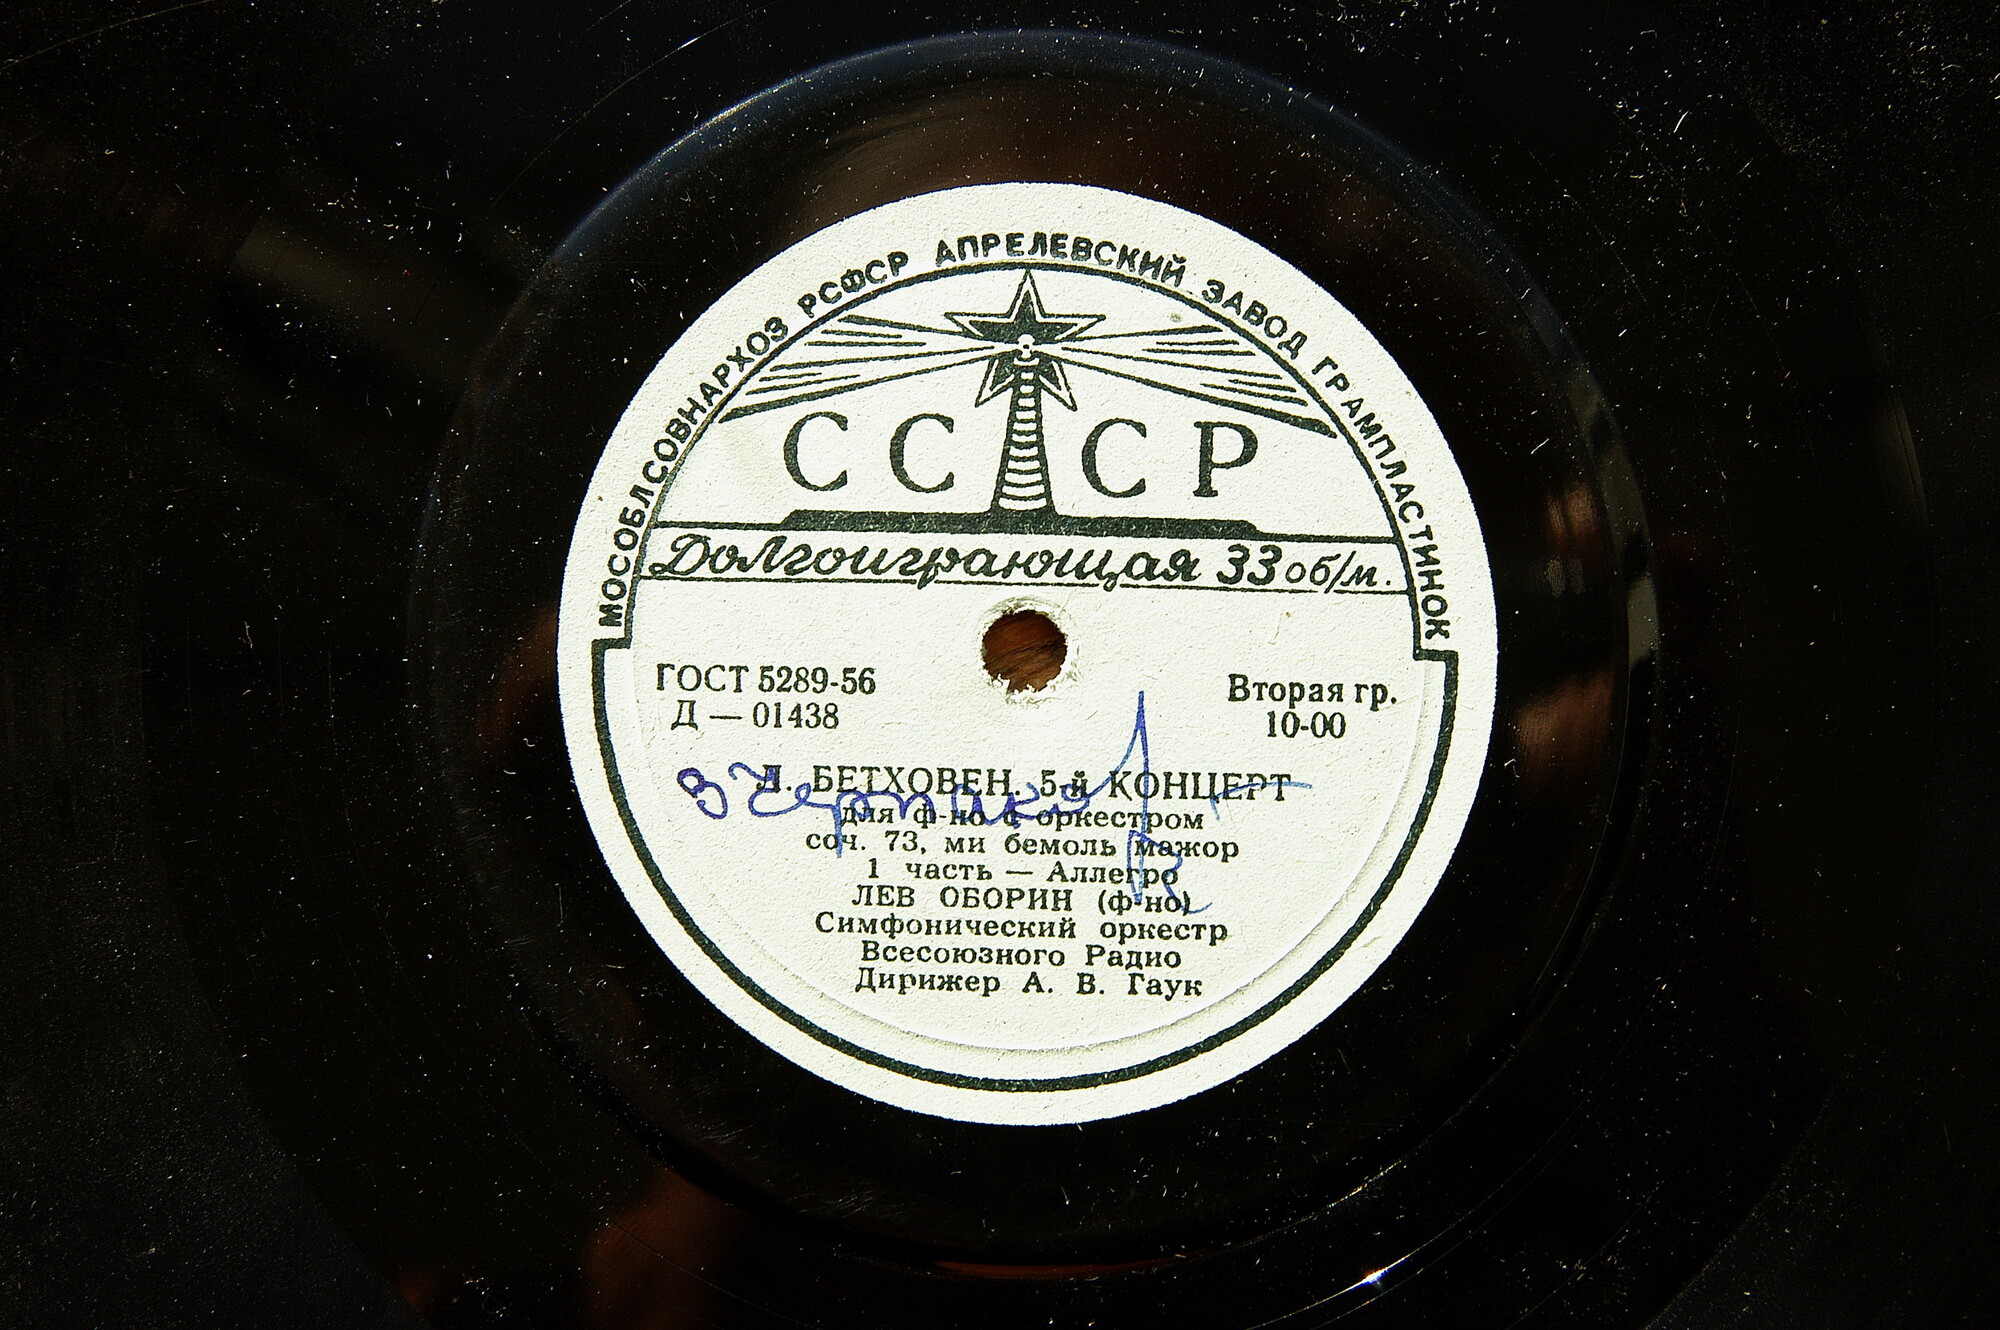 МОСОБЛСОВНАРХОЗ РСФСР АПРЕЛЕВСКИЙ ЗАВОД ГРАМПЛАСТИНОК
СССР
Долгоиграющая 33 об/м.
ГОСТ 5289-56
Д — 01438
Вторая гр.
10-00
Л. БЕТХОВЕН. 5-й КОНЦЕРТ
для ф-но с оркестром
соч. 73, ми бемоль мажор
1 часть — Аллегро
ЛЕВ ОБОРИН (ф-но)
Симфонический оркестр
Всесоюзного Радио
Дирижер А. В. Гаук